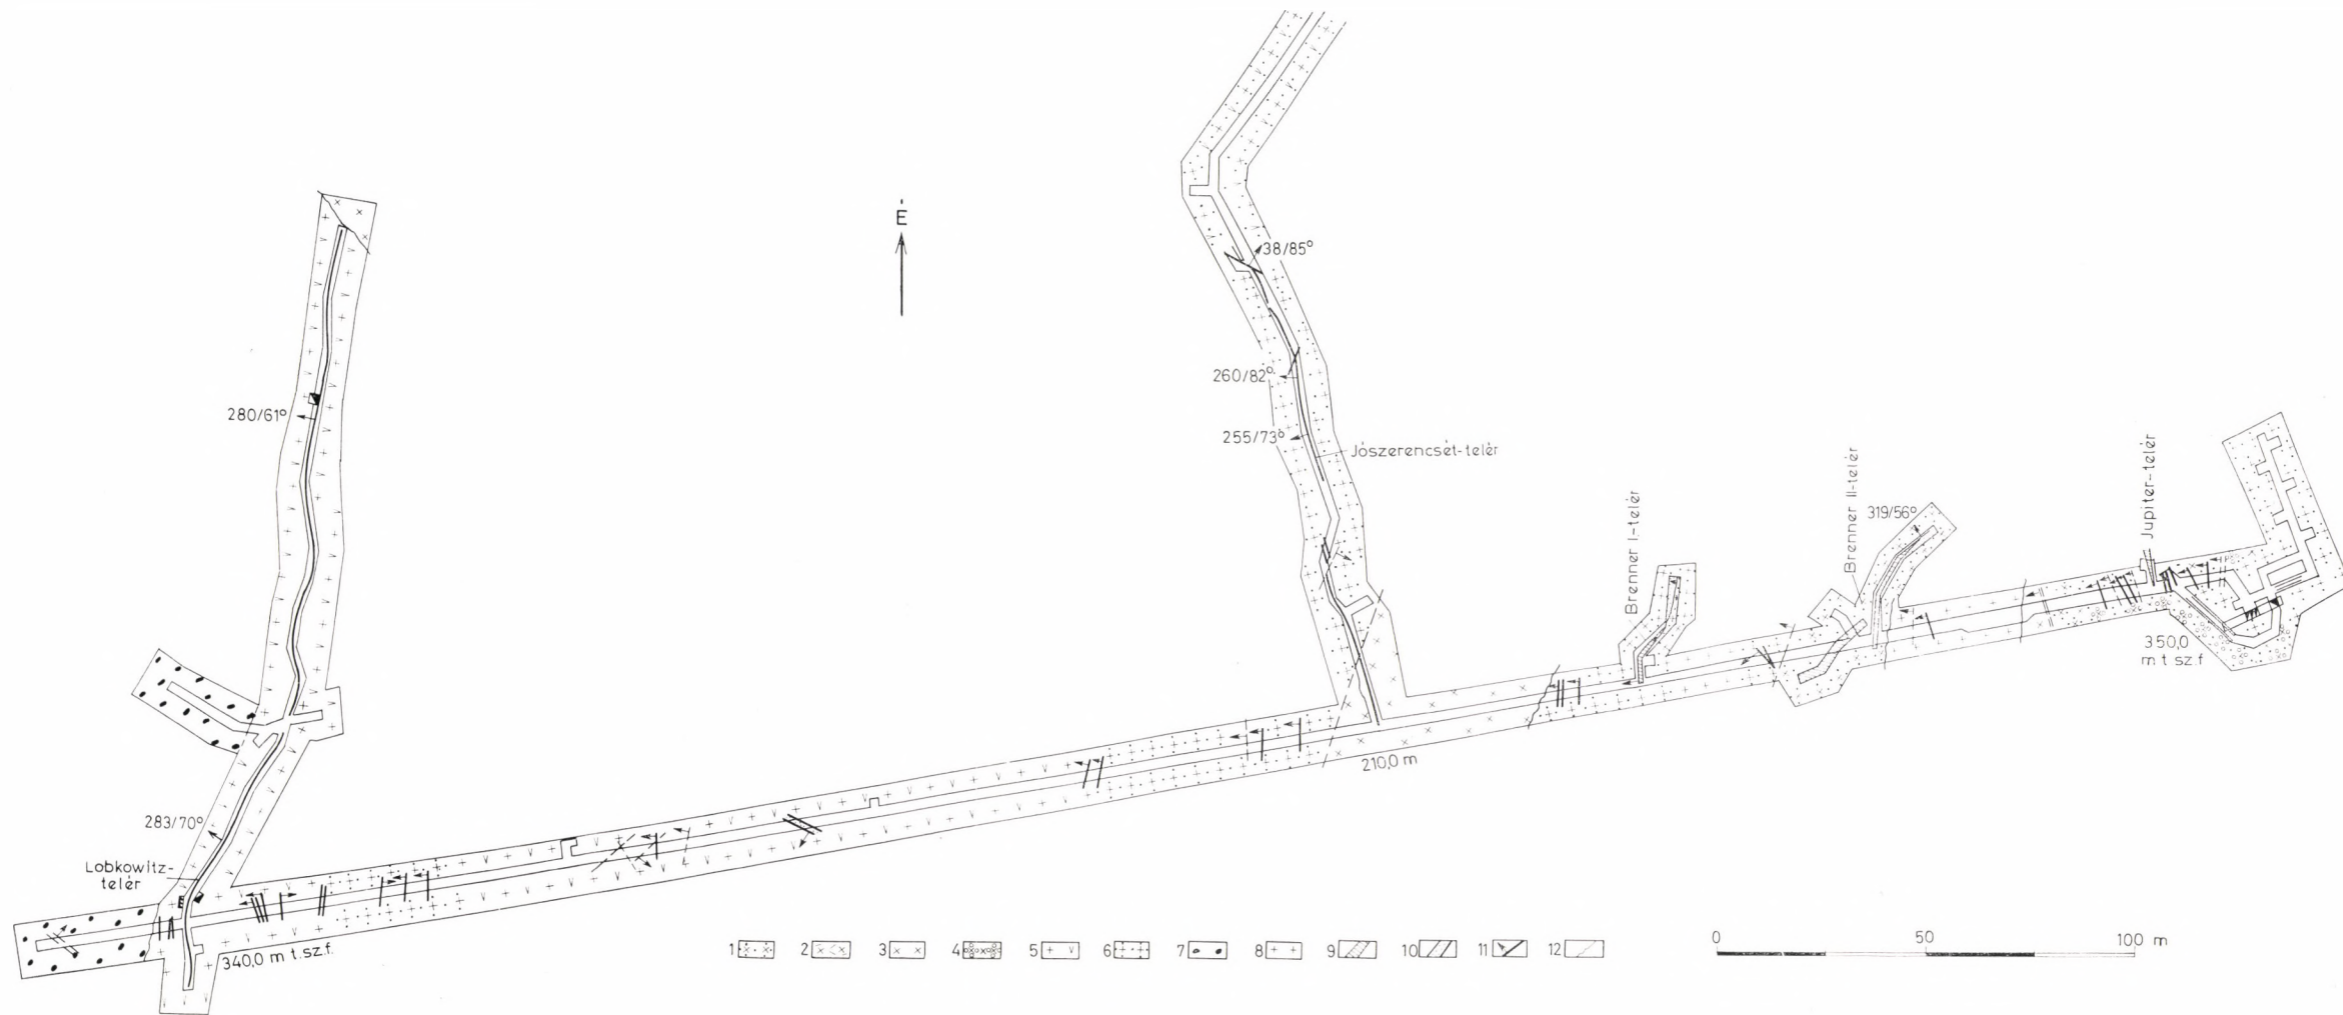 É
38/85°
260/82°
280/61°
255/73°
Jószerencsét-telér
Brenner I-telér
Brenner II-telér
319/56°
Jupiter-telér
350,0
m t sz.f
210,0 m
283/70°
Lobkowitz-
telér
340,0 m t.sz.f.
1 2 3 4 5 6 7 8 9 10 11 12
0 50 100 m